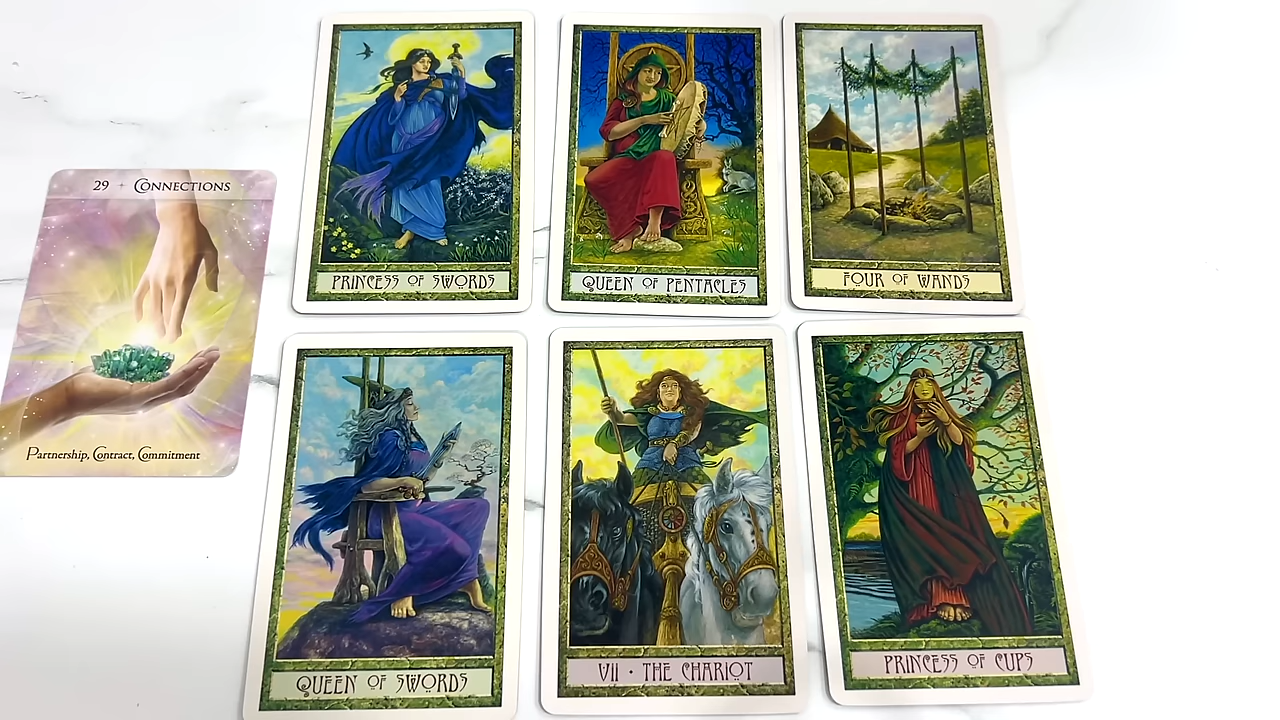 29 + CONNECTIONS
Partnership, Contract, Commitment
PRINCESS OF SWORDS
QUEEN OF PENTACLES
FOUR OF WANDS
QUEEN OF SWORDS
VII · THE CHARIOT
PRINCESS OF CUPS